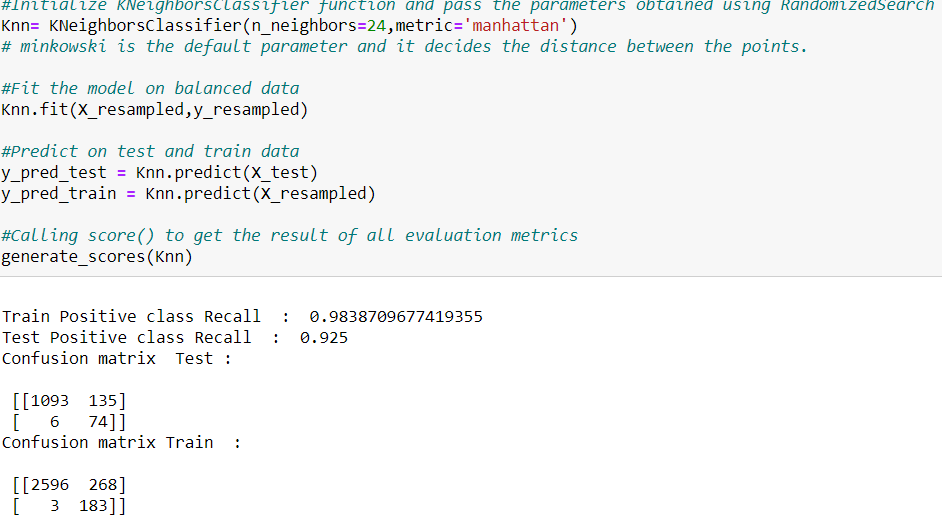 #Initialize KNeighborsClassifier function and pass the parameters obtained using RandomizedSearch
Knn= KNeighborsClassifier(n_neighbors=24,metric='manhattan')
# minkowski is the default parameter and it decides the distance between the points.
#Fit the model on balanced data
Knn.fit(X_resampled,y_resampled)
#Predict on test and train data
y_pred_test = Knn.predict(X_test)
y_pred_train = Knn.predict(X_resampled)
#Calling score() to get the result of all evaluation metrics
generate_scores(Knn)
Train Positive class Recall  :  0.9838709677419355
Test Positive class Recall  :  0.925
Confusion matrix  Test :
[[1093  135]
[   6   74]]
Confusion matrix Train  :
[[2596  268]
[   3  183]]